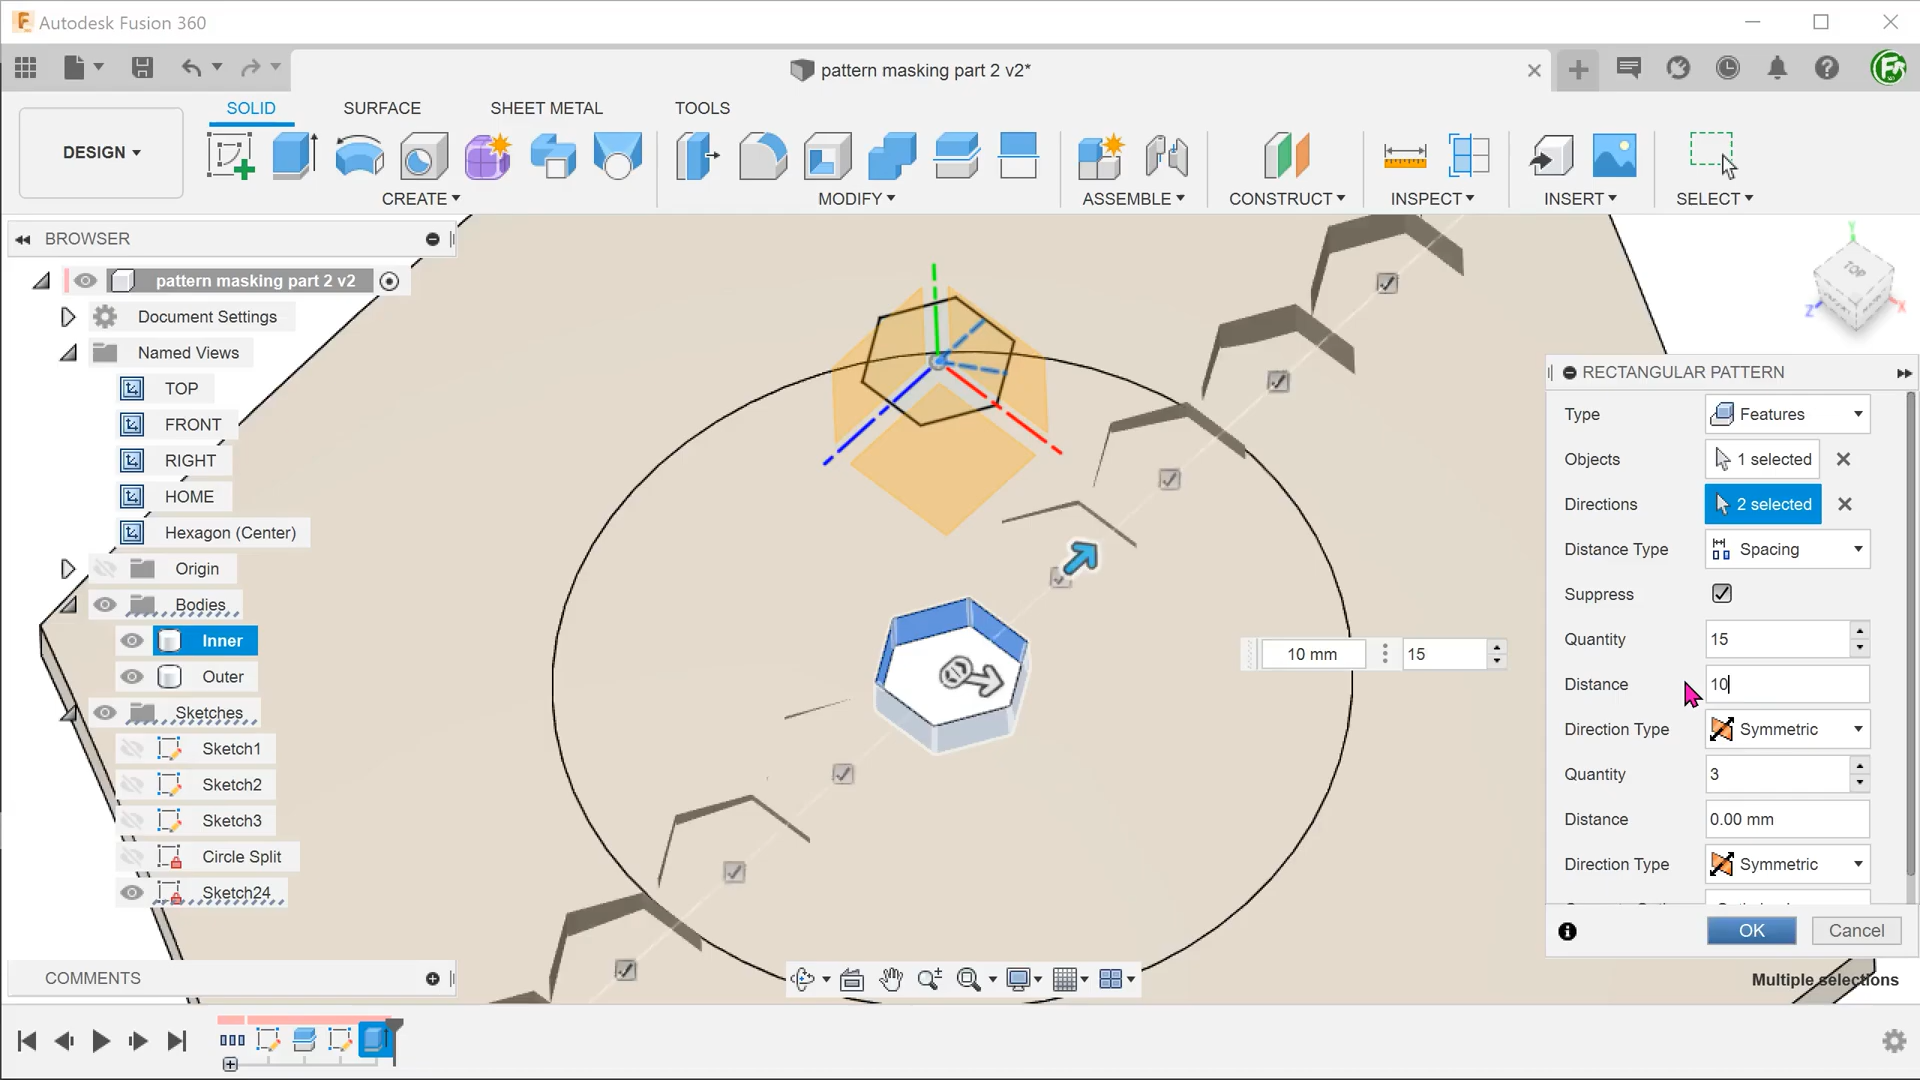 Autodesk Fusion 360
pattern masking part 2 v2*
SOLID
SURFACE
SHEET METAL
TOOLS
DESIGN
CREATE
MODIFY
ASSEMBLE
CONSTRUCT
INSPECT
INSERT
SELECT
BROWSER
pattern masking part 2 v2
Document Settings
Named Views
TOP
FRONT
RIGHT
HOME
Hexagon (Center)
Origin
Bodies
Inner
Outer
Sketches
Sketch1
Sketch2
Sketch3
Circle Split
Sketch24
COMMENTS
Y
TOP
Z
X
10 mm
15
RECTANGULAR PATTERN
Type Features
Objects 1 selected
Directions 2 selected
Distance Type Spacing
Suppress
Quantity 15
Distance 10
Direction Type Symmetric
Quantity 3
Distance 0.00 mm
Direction Type Symmetric
OK Cancel
Multiple selections